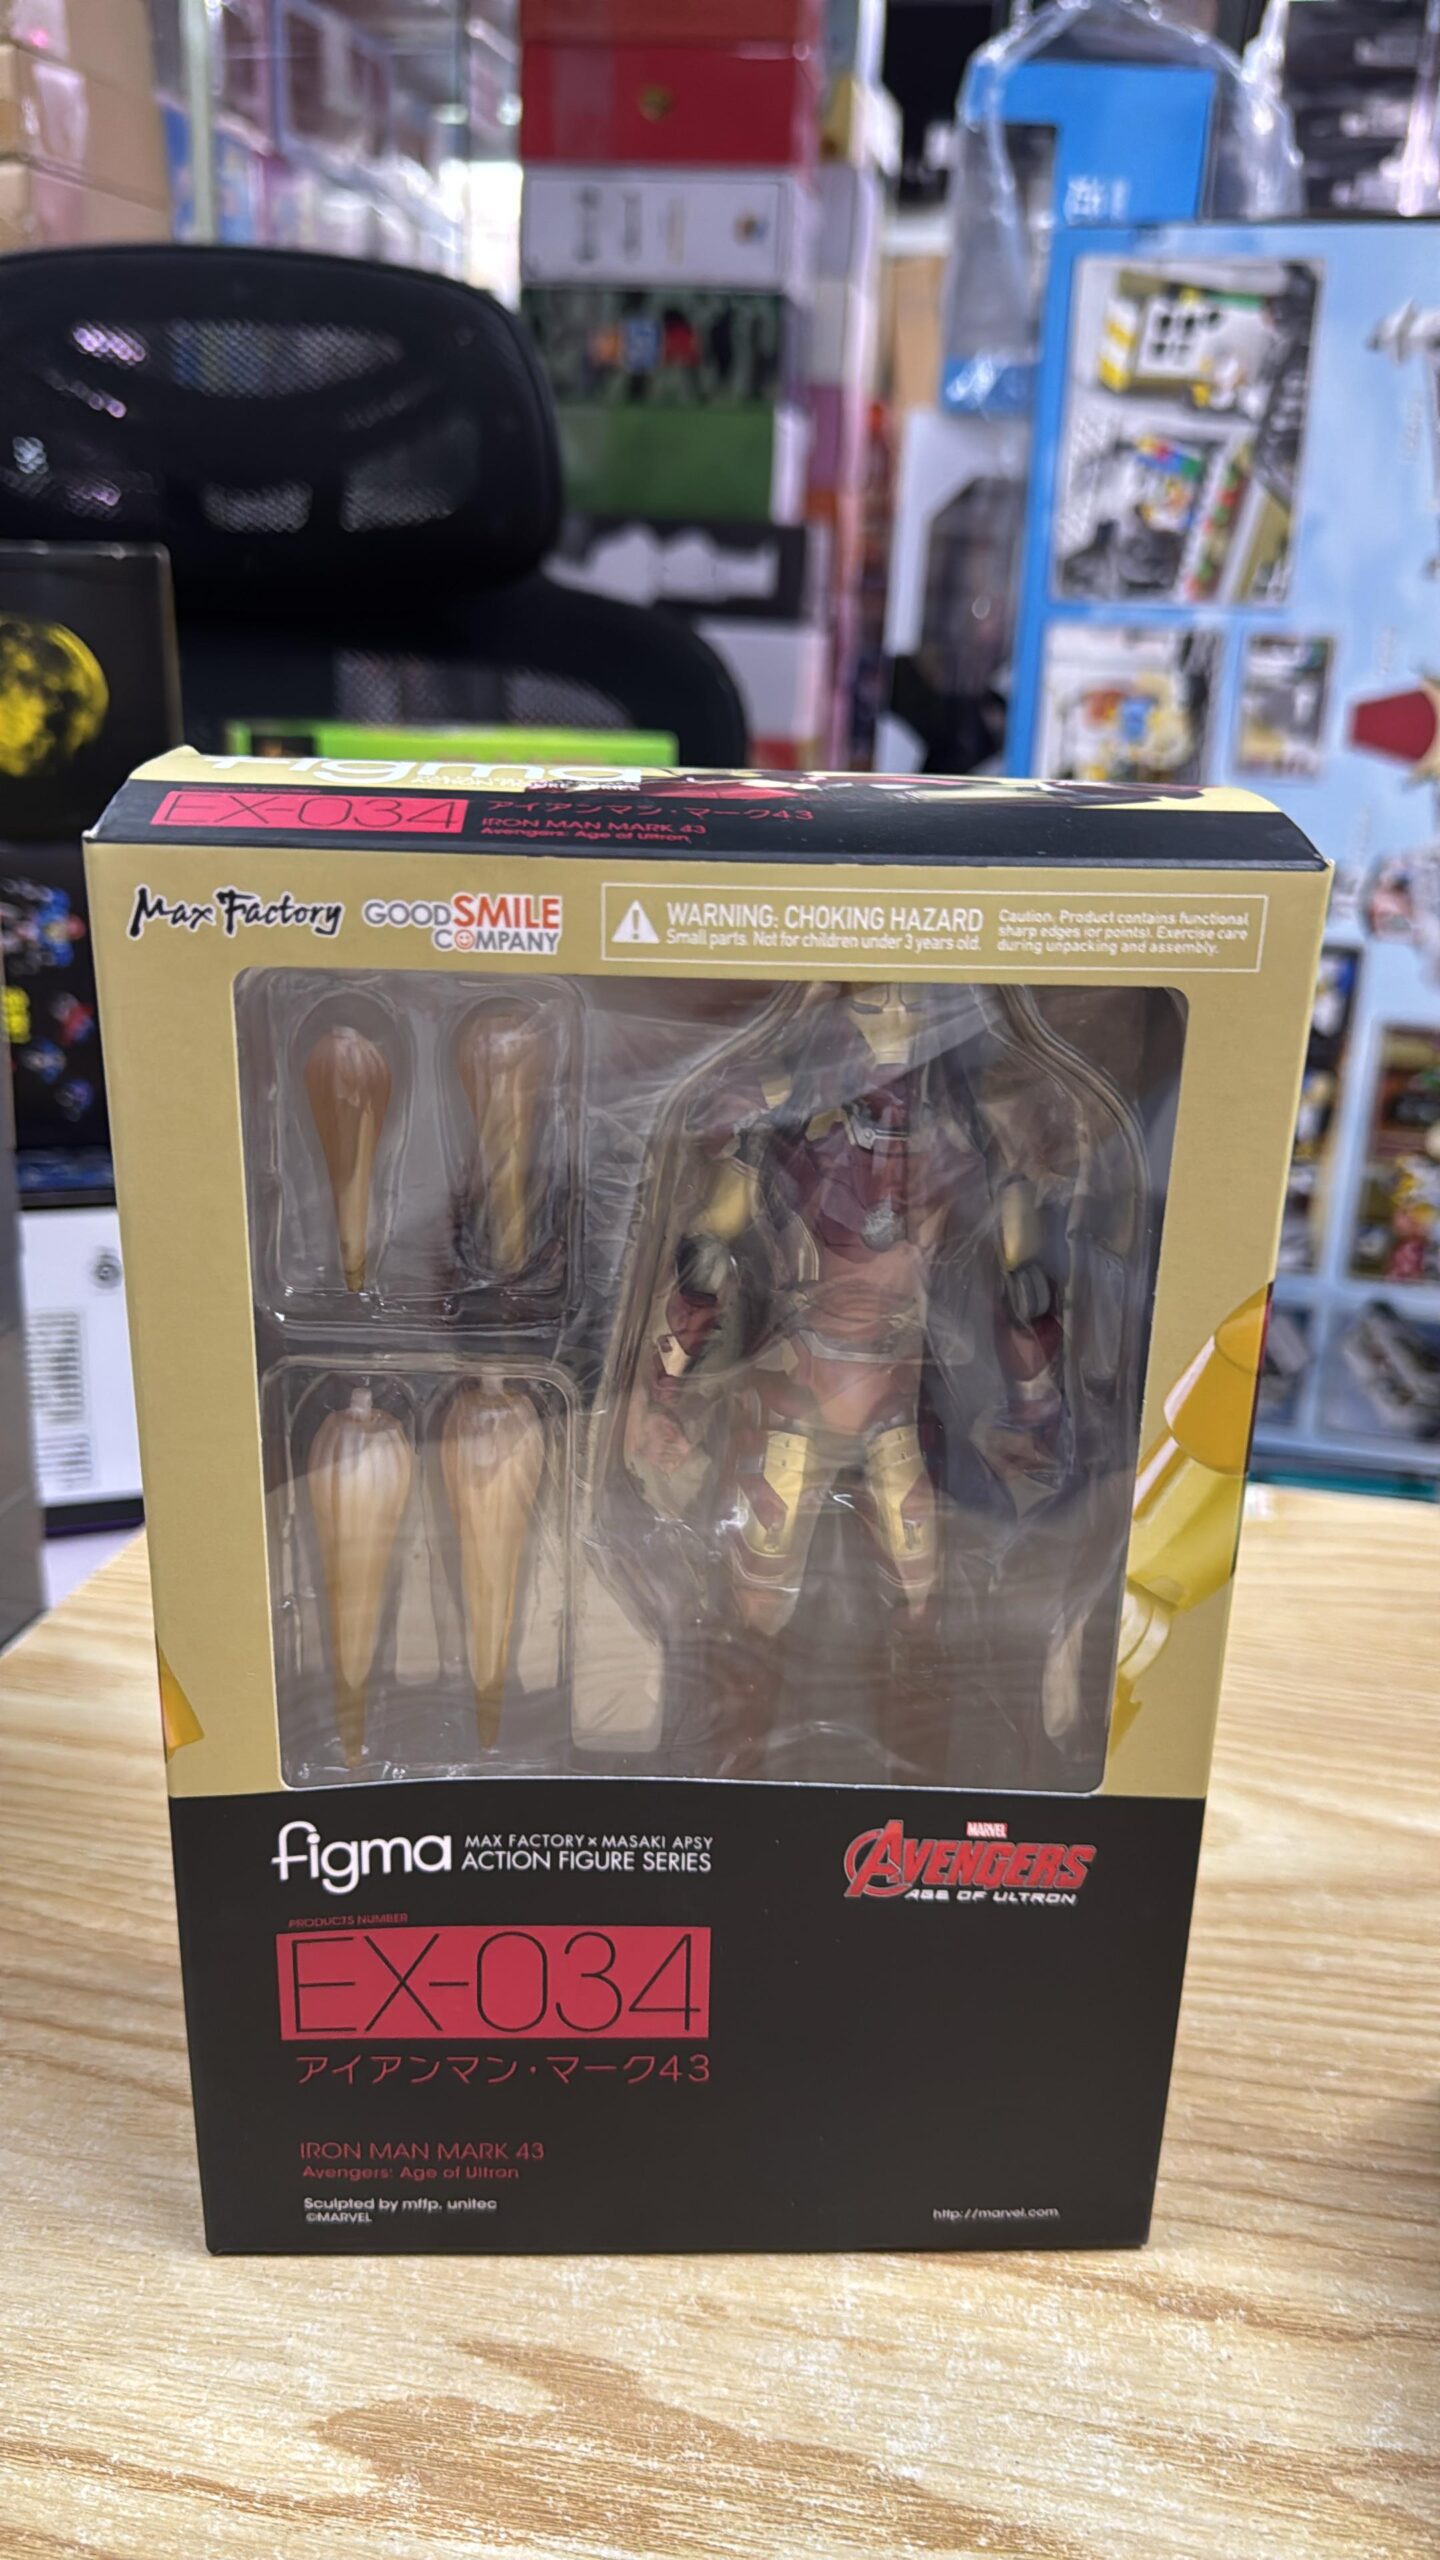 figma
EX-034
アイアンマン・マーク43
IRON MAN MARK 43
Avengers: Age of Ultron
Max Factory
GOOD SMILE
COMPANY
WARNING: CHOKING HAZARD
Small parts. Not for children under 3 years old.
Caution: Product contains functional
sharp edges (or points). Exercise care
during unpacking and assembly.
figma
MAX FACTORY × MASAKI APSY
ACTION FIGURE SERIES
MARVEL
AVENGERS
AGE OF ULTRON
PRODUCTS NUMBER
EX-034
アイアンマン・マーク43
IRON MAN MARK 43
Avengers: Age of Ultron
Sculpted by mffp, unitec
©MARVEL
http://marvel.com